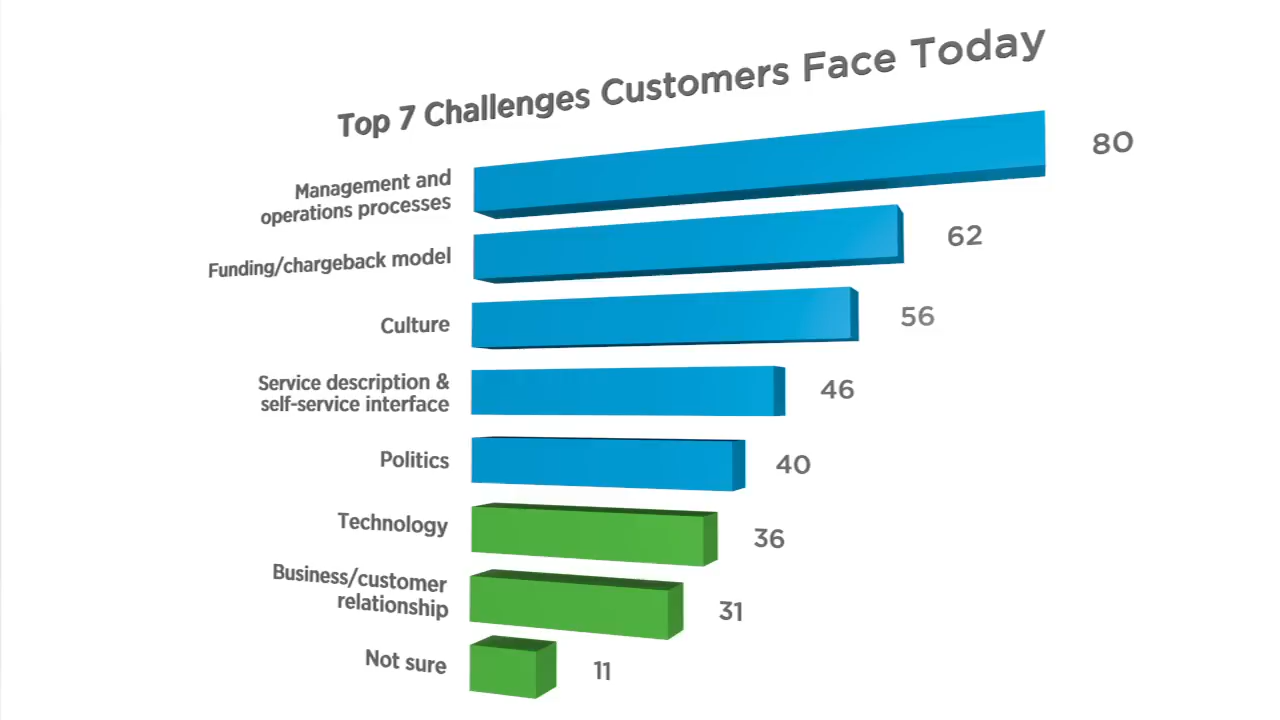 Top 7 Challenges Customers Face Today
Management and
operations processes
80
Funding/chargeback model
62
Culture
56
Service description &
self-service interface
46
Politics
40
Technology
36
Business/customer
relationship
31
Not sure
11